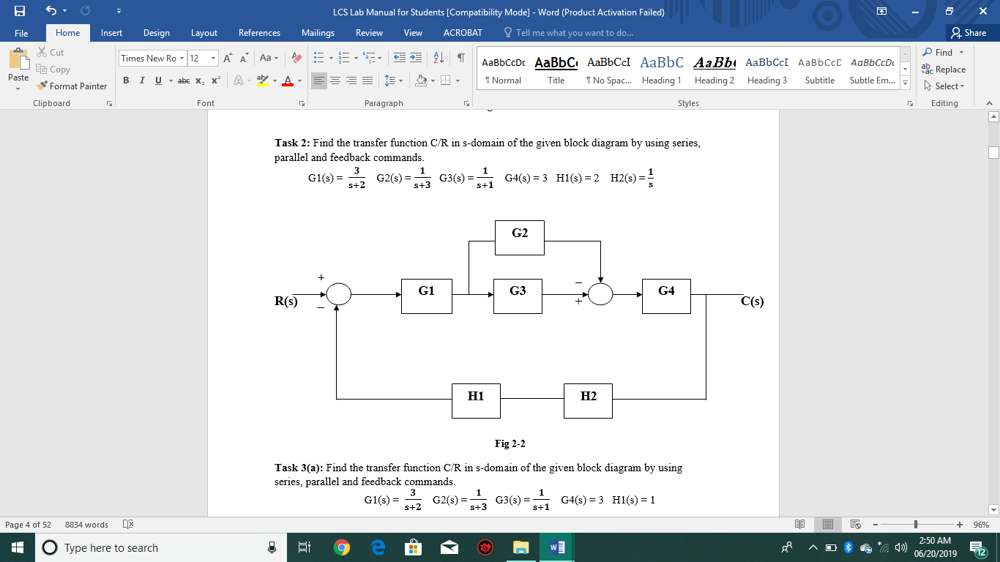 LCS Lab Manual for Students [Compatibility Mode] - Word (Product Activation Failed)
File Home Insert Design Layout References Mailings Review View ACROBAT Tell me what you want to do... Share
Paste
Cut
Copy
Format Painter
Clipboard
Times New Ro 12
Font
Paragraph
AaBbCcDc AaBbC AaBbCcI AaBbC AaBb AaBbCcI AaBbCcD AaBbCcDc
¶ Normal Title ¶ No Spac... Heading 1 Heading 2 Heading 3 Subtitle Subtle Em...
Styles
Find
Replace
Select
Editing
Task 2: Find the transfer function C/R in s-domain of the given block diagram by using series,
parallel and feedback commands.
G1(s) = 3/s+2 G2(s) = 1/s+3 G3(s) = 1/s+1 G4(s) = 3 H1(s) = 2 H2(s) = 1/s
G2
+
G1 G3 − G4
R(s) − + C(s)
H1 H2
Fig 2-2
Task 3(a): Find the transfer function C/R in s-domain of the given block diagram by using
series, parallel and feedback commands.
G1(s) = 3/s+2 G2(s) = 1/s+3 G3(s) = 1/s+1 G4(s) = 3 H1(s) = 1
Page 4 of 52 8834 words 96%
Type here to search
2:50 AM
06/20/2019
12